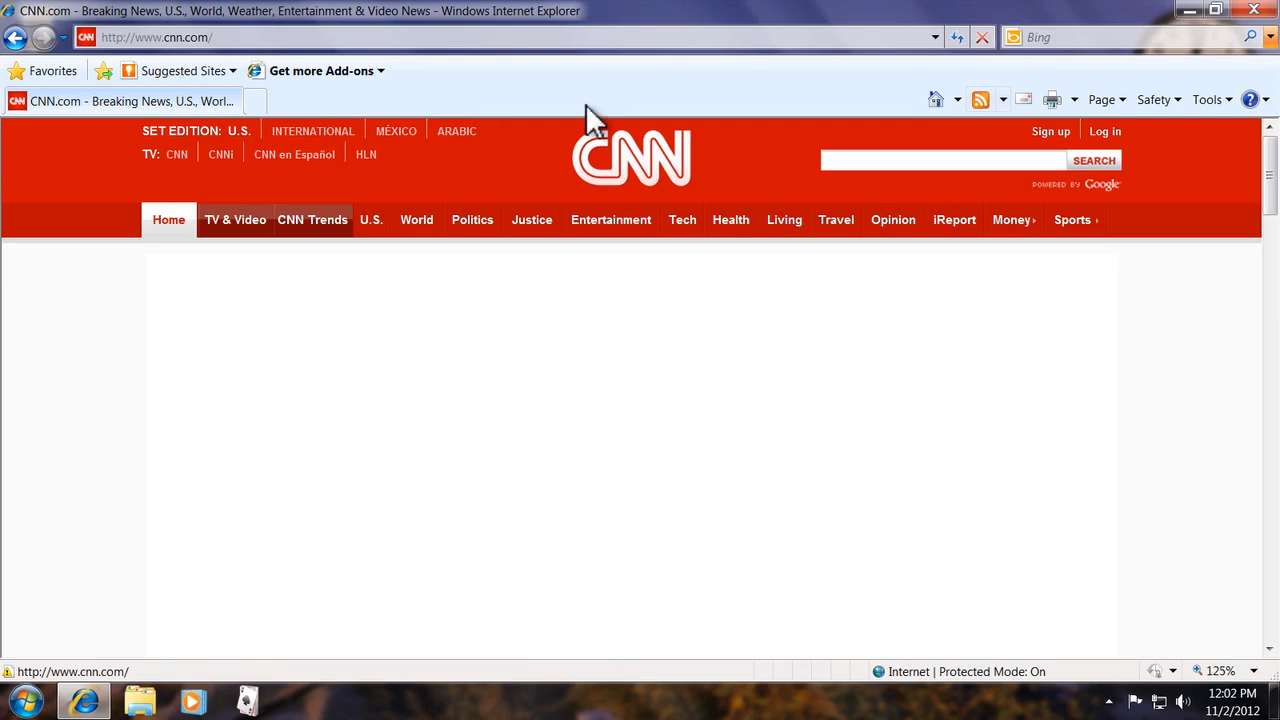 CNN.com - Breaking News, U.S., World, Weather, Entertainment & Video News - Windows Internet Explorer
CNN http://www.cnn.com/ Bing
Favorites Suggested Sites Get more Add-ons
CNN CNN.com - Breaking News, U.S., Worl... Page Safety Tools
SET EDITION: U.S. INTERNATIONAL MÉXICO ARABIC CNN Sign up Log in
TV: CNN CNNi CNN en Español HLN SEARCH
POWERED BY Google
Home TV & Video CNN Trends U.S. World Politics Justice Entertainment Tech Health Living Travel Opinion iReport Money Sports
http://www.cnn.com/ Internet | Protected Mode: On 125%
12:02 PM
11/2/2012